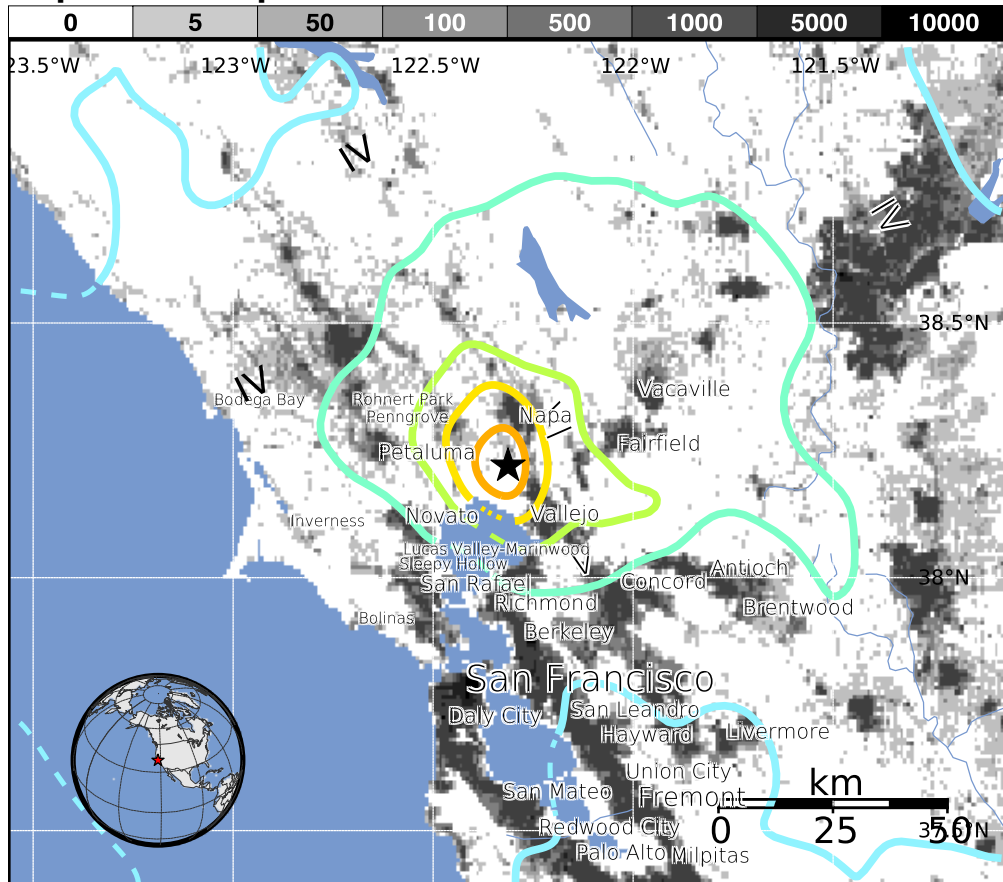 0 5 50 100 500 1000 5000 10000
23.5°W 123°W 122.5°W 122°W 121.5°W
IV
IV
38.5°N
IV
Bodega Bay
Rohnert Park
Penngrove
Napa
Vacaville
Petaluma
Fairfield
Inverness
Novato
Vallejo
Lucas Valley-Marinwood
Sleepy Hollow
V
San Rafael
Concord
Antioch
38°N
Richmond
Brentwood
Bolinas
Berkeley
San Francisco
Daly City
San Leandro
Hayward
Livermore
Union City
San Mateo
Fremont
km
0 25 50
37.5°N
Redwood City
Palo Alto
Milpitas